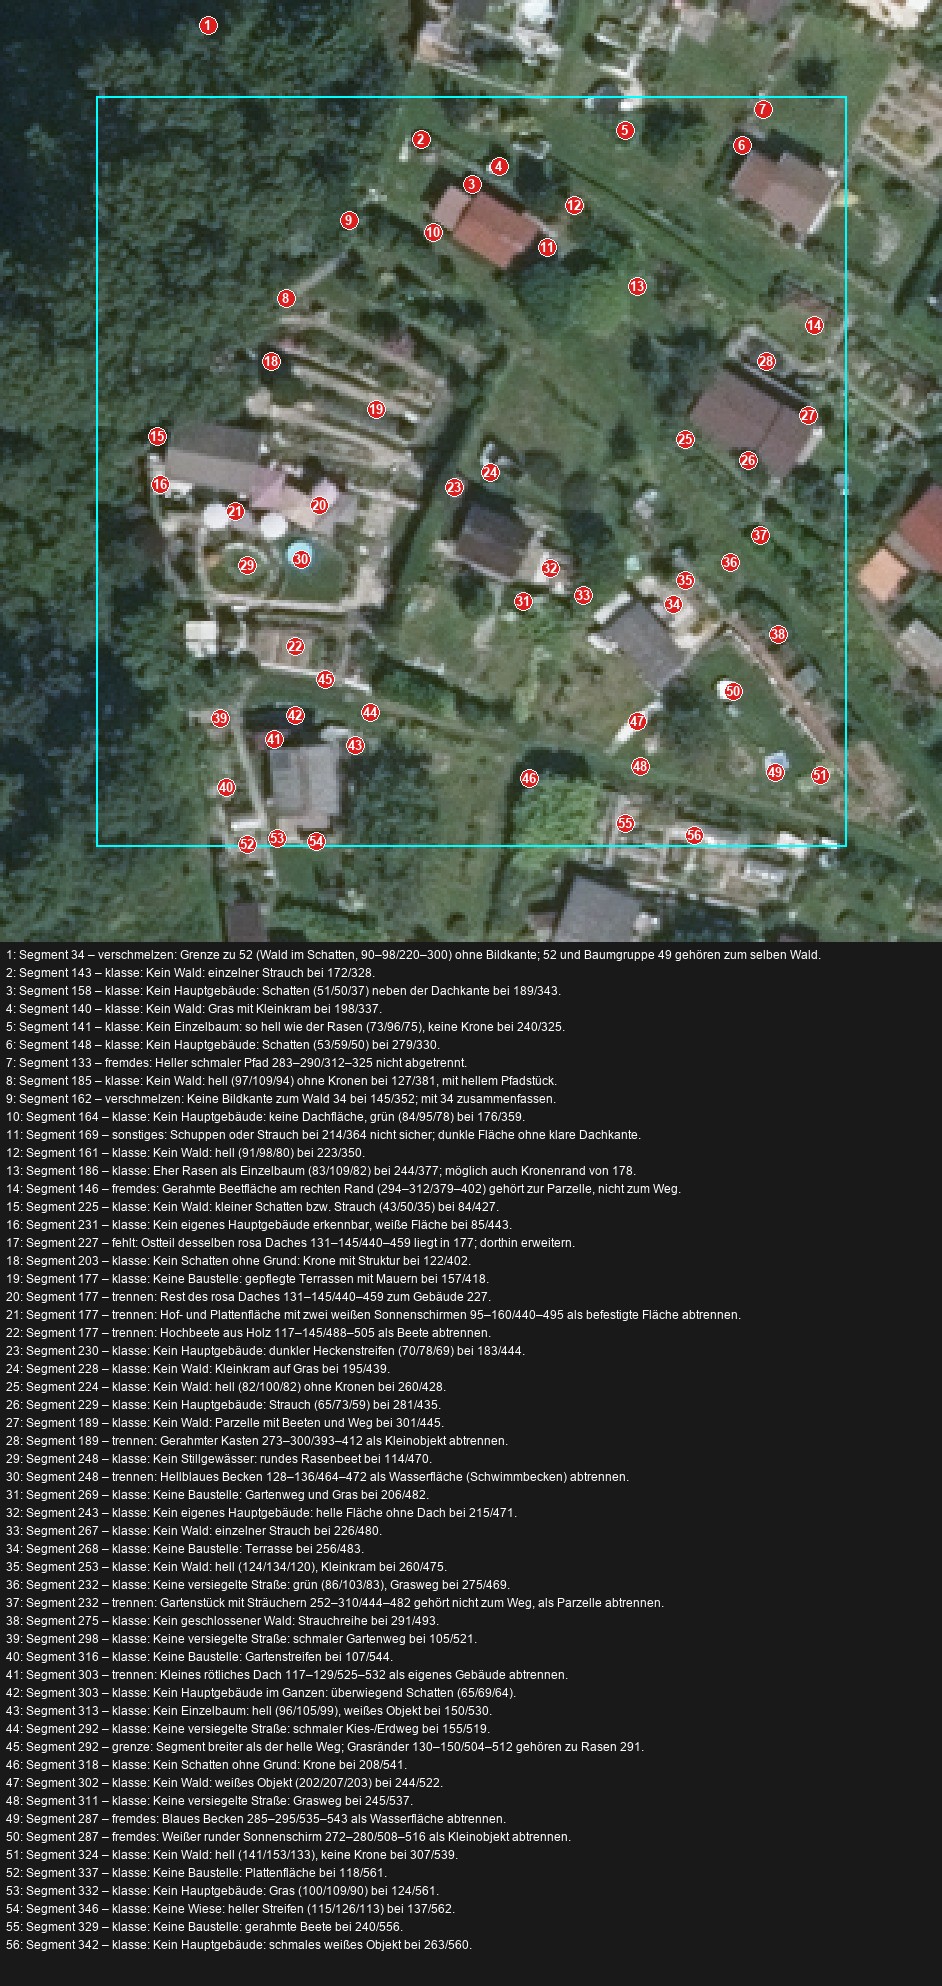 1
2
3
4
5
6
7
8
9
10
11
12
13
14
15
16
18
19
20
21
22
23
24
25
26
27
28
29
30
31
32
33
34
35
36
37
38
39
40
41
42
43
44
45
46
47
48
49
50
51
52
53
54
55
56
1: Segment 34 – verschmelzen: Grenze zu 52 (Wald im Schatten, 90–98/220–300) ohne Bildkante; 52 und Baumgruppe 49 gehören zum selben Wald.
2: Segment 143 – klasse: Kein Wald: einzelner Strauch bei 172/328.
3: Segment 158 – klasse: Kein Hauptgebäude: Schatten (51/50/37) neben der Dachkante bei 189/343.
4: Segment 140 – klasse: Kein Wald: Gras mit Kleinkram bei 198/337.
5: Segment 141 – klasse: Kein Einzelbaum: so hell wie der Rasen (73/96/75), keine Krone bei 240/325.
6: Segment 148 – klasse: Kein Hauptgebäude: Schatten (53/59/50) bei 279/330.
7: Segment 133 – fremdes: Heller schmaler Pfad 283–290/312–325 nicht abgetrennt.
8: Segment 185 – klasse: Kein Wald: hell (97/109/94) ohne Kronen bei 127/381, mit hellem Pfadstück.
9: Segment 162 – verschmelzen: Keine Bildkante zum Wald 34 bei 145/352; mit 34 zusammenfassen.
10: Segment 164 – klasse: Kein Hauptgebäude: keine Dachfläche, grün (84/95/78) bei 176/359.
11: Segment 169 – sonstiges: Schuppen oder Strauch bei 214/364 nicht sicher; dunkle Fläche ohne klare Dachkante.
12: Segment 161 – klasse: Kein Wald: hell (91/98/80) bei 223/350.
13: Segment 186 – klasse: Eher Rasen als Einzelbaum (83/109/82) bei 244/377; möglich auch Kronenrand von 178.
14: Segment 146 – fremdes: Gerahmte Beetfläche am rechten Rand (294–312/379–402) gehört zur Parzelle, nicht zum Weg.
15: Segment 225 – klasse: Kein Wald: kleiner Schatten bzw. Strauch (43/50/35) bei 84/427.
16: Segment 231 – klasse: Kein eigenes Hauptgebäude erkennbar, weiße Fläche bei 85/443.
17: Segment 227 – fehlt: Ostteil desselben rosa Daches 131–145/440–459 liegt in 177; dorthin erweitern.
18: Segment 203 – klasse: Kein Schatten ohne Grund: Krone mit Struktur bei 122/402.
19: Segment 177 – klasse: Keine Baustelle: gepflegte Terrassen mit Mauern bei 157/418.
20: Segment 177 – trennen: Rest des rosa Daches 131–145/440–459 zum Gebäude 227.
21: Segment 177 – trennen: Hof- und Plattenfläche mit zwei weißen Sonnenschirmen 95–160/440–495 als befestigte Fläche abtrennen.
22: Segment 177 – trennen: Hochbeete aus Holz 117–145/488–505 als Beete abtrennen.
23: Segment 230 – klasse: Kein Hauptgebäude: dunkler Heckenstreifen (70/78/69) bei 183/444.
24: Segment 228 – klasse: Kein Wald: Kleinkram auf Gras bei 195/439.
25: Segment 224 – klasse: Kein Wald: hell (82/100/82) ohne Kronen bei 260/428.
26: Segment 229 – klasse: Kein Hauptgebäude: Strauch (65/73/59) bei 281/435.
27: Segment 189 – klasse: Kein Wald: Parzelle mit Beeten und Weg bei 301/445.
28: Segment 189 – trennen: Gerahmter Kasten 273–300/393–412 als Kleinobjekt abtrennen.
29: Segment 248 – klasse: Kein Stillgewässer: rundes Rasenbeet bei 114/470.
30: Segment 248 – trennen: Hellblaues Becken 128–136/464–472 als Wasserfläche (Schwimmbecken) abtrennen.
31: Segment 269 – klasse: Keine Baustelle: Gartenweg und Gras bei 206/482.
32: Segment 243 – klasse: Kein eigenes Hauptgebäude: helle Fläche ohne Dach bei 215/471.
33: Segment 267 – klasse: Kein Wald: einzelner Strauch bei 226/480.
34: Segment 268 – klasse: Keine Baustelle: Terrasse bei 256/483.
35: Segment 253 – klasse: Kein Wald: hell (124/134/120), Kleinkram bei 260/475.
36: Segment 232 – klasse: Keine versiegelte Straße: grün (86/103/83), Grasweg bei 275/469.
37: Segment 232 – trennen: Gartenstück mit Sträuchern 252–310/444–482 gehört nicht zum Weg, als Parzelle abtrennen.
38: Segment 275 – klasse: Kein geschlossener Wald: Strauchreihe bei 291/493.
39: Segment 298 – klasse: Keine versiegelte Straße: schmaler Gartenweg bei 105/521.
40: Segment 316 – klasse: Keine Baustelle: Gartenstreifen bei 107/544.
41: Segment 303 – trennen: Kleines rötliches Dach 117–129/525–532 als eigenes Gebäude abtrennen.
42: Segment 303 – klasse: Kein Hauptgebäude im Ganzen: überwiegend Schatten (65/69/64).
43: Segment 313 – klasse: Kein Einzelbaum: hell (96/105/99), weißes Objekt bei 150/530.
44: Segment 292 – klasse: Keine versiegelte Straße: schmaler Kies-/Erdweg bei 155/519.
45: Segment 292 – grenze: Segment breiter als der helle Weg; Grasränder 130–150/504–512 gehören zu Rasen 291.
46: Segment 318 – klasse: Kein Schatten ohne Grund: Krone bei 208/541.
47: Segment 302 – klasse: Kein Wald: weißes Objekt (202/207/203) bei 244/522.
48: Segment 311 – klasse: Keine versiegelte Straße: Grasweg bei 245/537.
49: Segment 287 – fremdes: Blaues Becken 285–295/535–543 als Wasserfläche abtrennen.
50: Segment 287 – fremdes: Weißer runder Sonnenschirm 272–280/508–516 als Kleinobjekt abtrennen.
51: Segment 324 – klasse: Kein Wald: hell (141/153/133), keine Krone bei 307/539.
52: Segment 337 – klasse: Keine Baustelle: Plattenfläche bei 118/561.
53: Segment 332 – klasse: Kein Hauptgebäude: Gras (100/109/90) bei 124/561.
54: Segment 346 – klasse: Keine Wiese: heller Streifen (115/126/113) bei 137/562.
55: Segment 329 – klasse: Keine Baustelle: gerahmte Beete bei 240/556.
56: Segment 342 – klasse: Kein Hauptgebäude: schmales weißes Objekt bei 263/560.